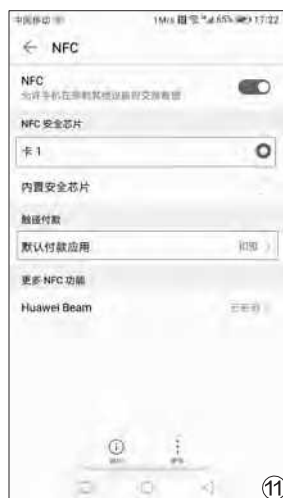 中国移动 17:22
← NFC
NFC
允许手机在接触其他设备时交换数据
NFC 安全芯片
卡 1
内置安全芯片
触碰付款
默认付款应用
更多 NFC 功能
Huawei Beam
⑪